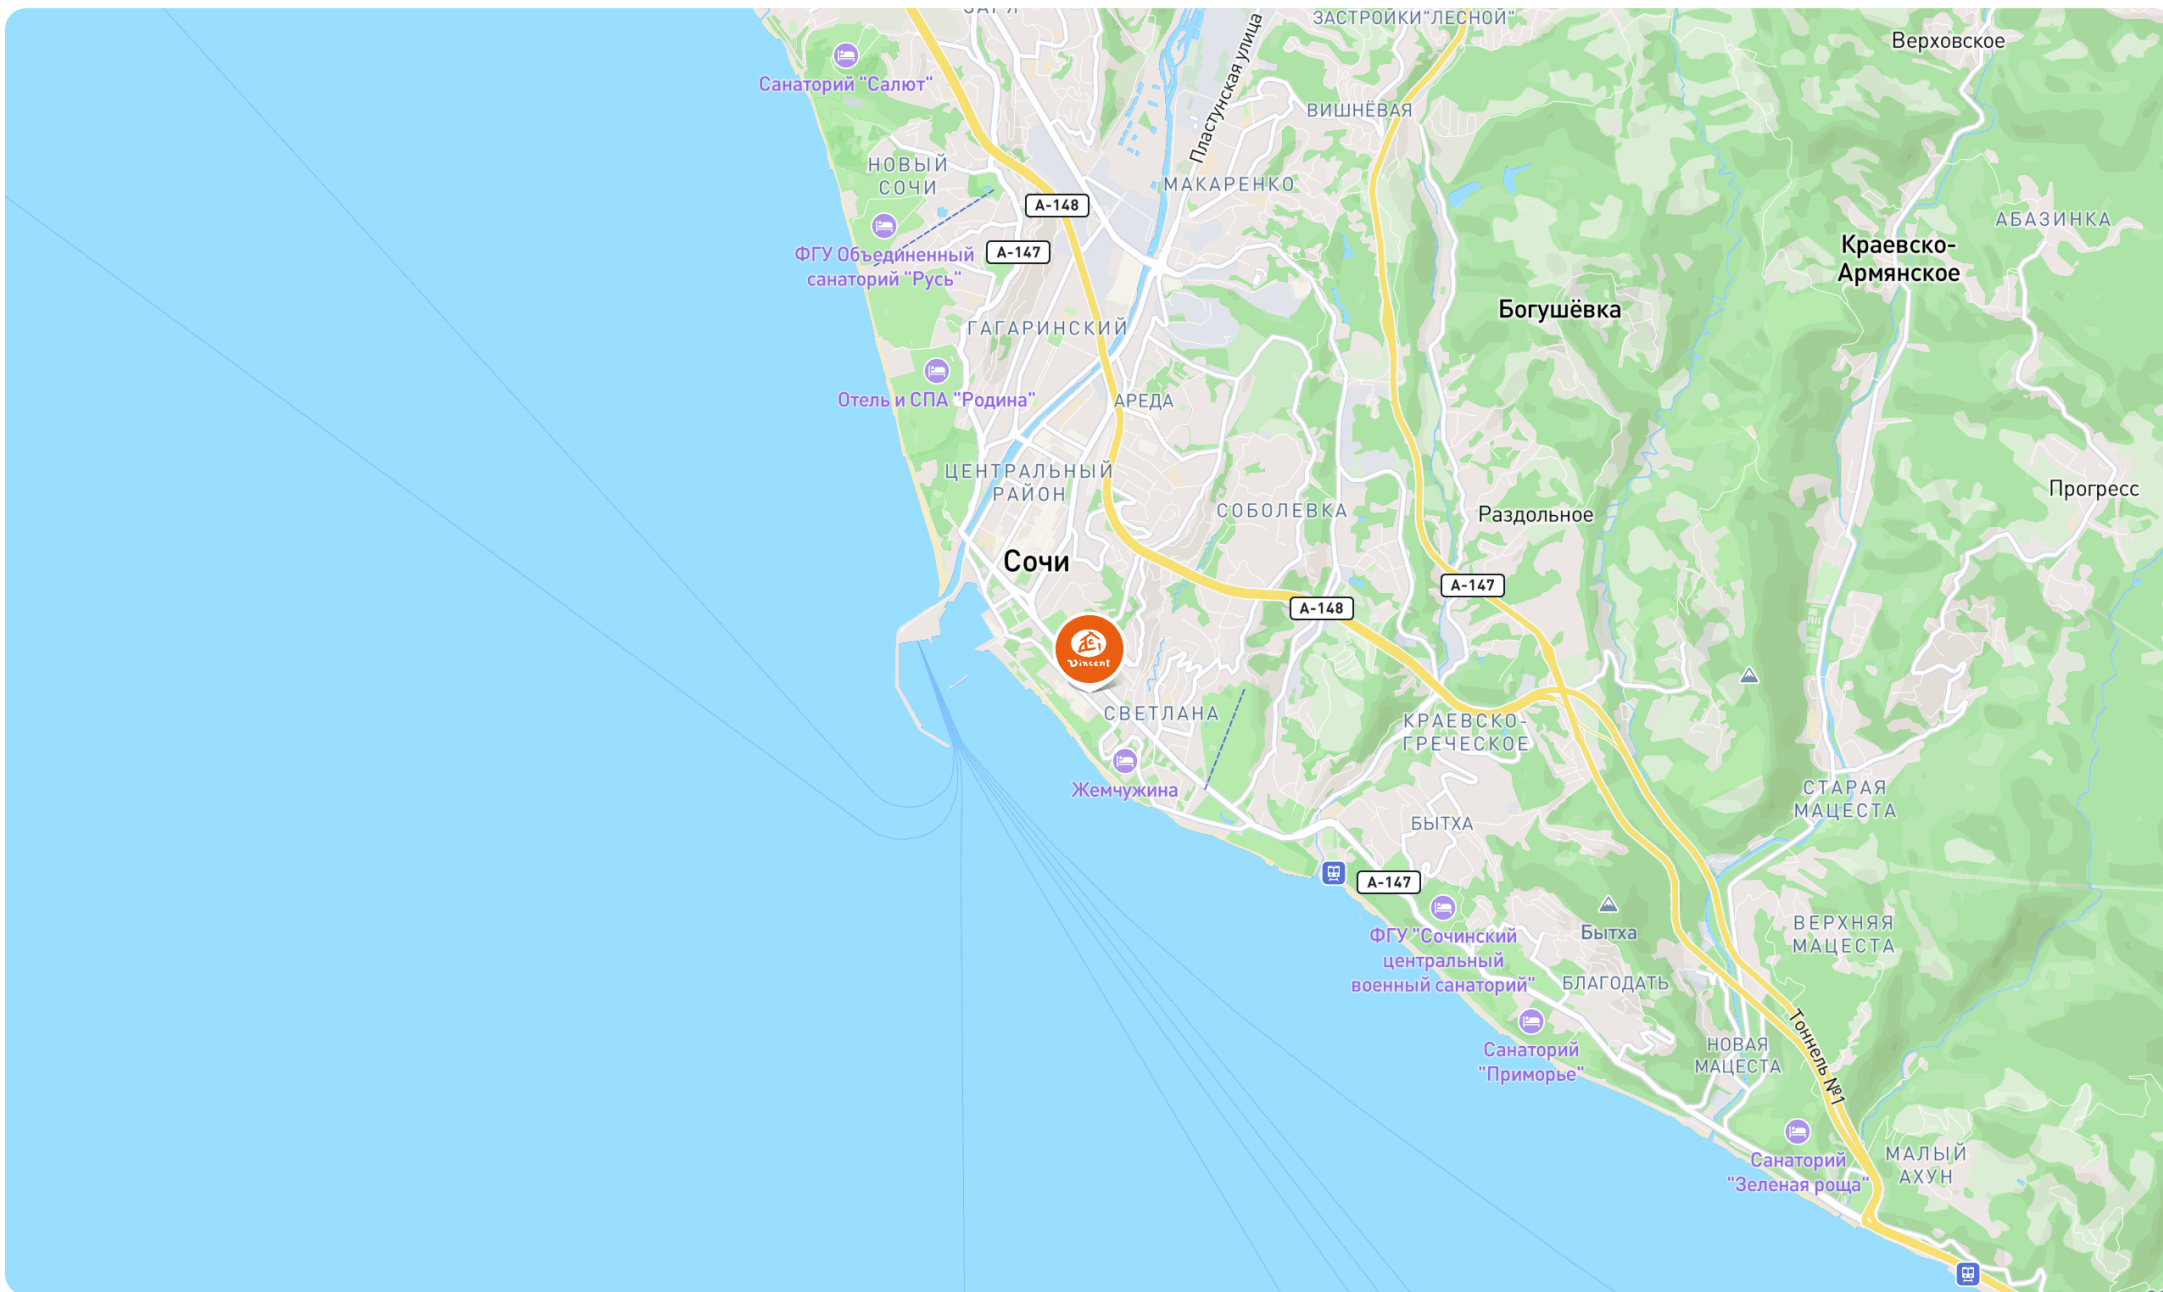 ЗАРЯ
ЗАСТРОЙКИ"ЛЕСНОЙ"
Верховское
Санаторий "Салют"
Пластунская улица
ВИШНЁВАЯ
НОВЫЙ
СОЧИ
МАКАРЕНКО
А-148
АБАЗИНКА
ФГУ Объединенный
санаторий "Русь"
А-147
Краевско-
Армянское
Богушёвка
ГАГАРИНСКИЙ
Отель и СПА "Родина"
АРЕДА
ЦЕНТРАЛЬНЫЙ
РАЙОН
Прогресс
СОБОЛЕВКА
Раздольное
Сочи
А-147
А-148
Vincent
СВЕТЛАНА
КРАЕВСКО-
ГРЕЧЕСКОЕ
Жемчужина
СТАРАЯ
МАЦЕСТА
БЫТХА
А-147
ФГУ "Сочинский
центральный
военный санаторий"
Бытха
ВЕРХНЯЯ
МАЦЕСТА
БЛАГОДАТЬ
Санаторий
"Приморье"
НОВАЯ
МАЦЕСТА
Тоннель №1
Санаторий
"Зеленая роща"
МАЛЫЙ
АХУН